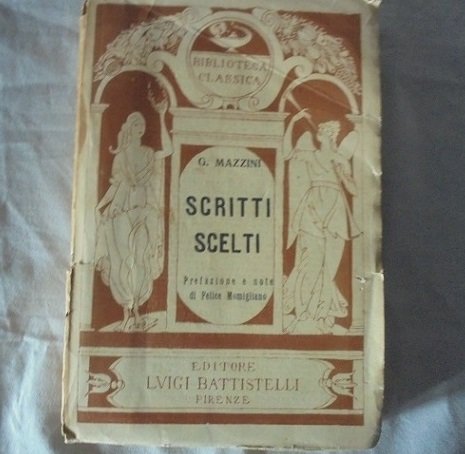 BIBLIOTECA
CLASSICA
G. MAZZINI
SCRITTI
SCELTI
Prefazione e note
di Felice Momigliano
EDITORE
LVIGI BATTISTELLI
FIRENZE